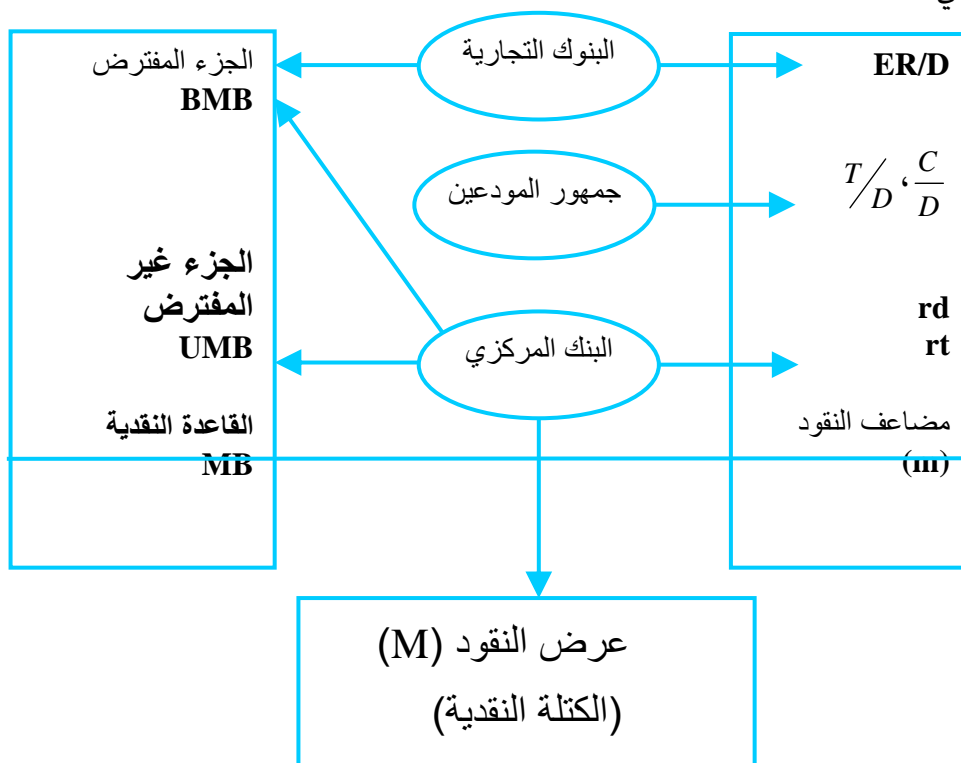 ي
البنوك التجارية
ER/D
الجزء المفترض
BMB
T/D ، C/D
جمهور المودعين
الجزء غير
المفترض
UMB
rd
rt
البنك المركزي
مضاعف النقود
(m)
القاعدة النقدية
MB
عرض النقود (M)
(الكتلة النقدية)